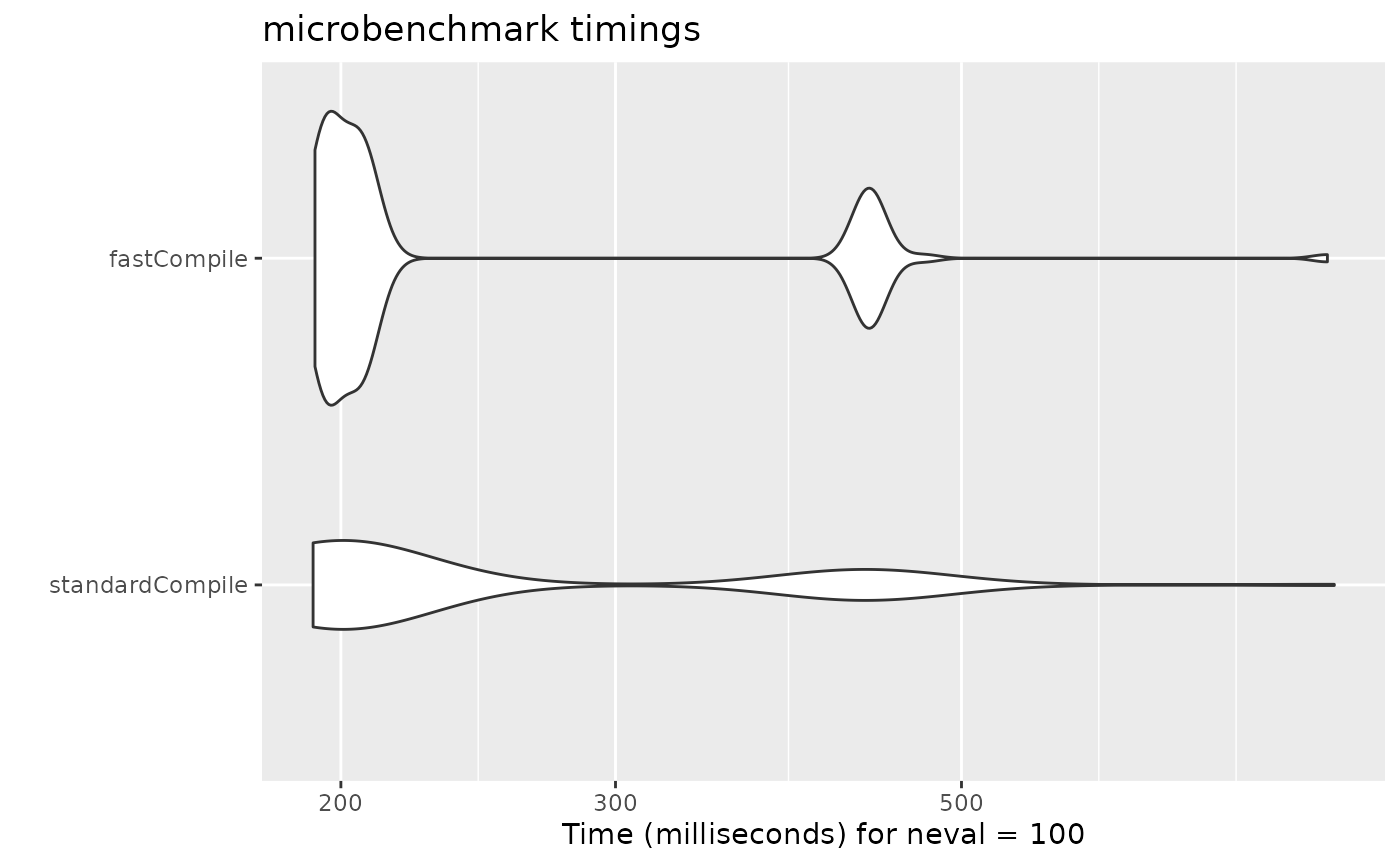 microbenchmark timings
fastCompile
standardCompile
200 300 500
Time (milliseconds) for neval = 100